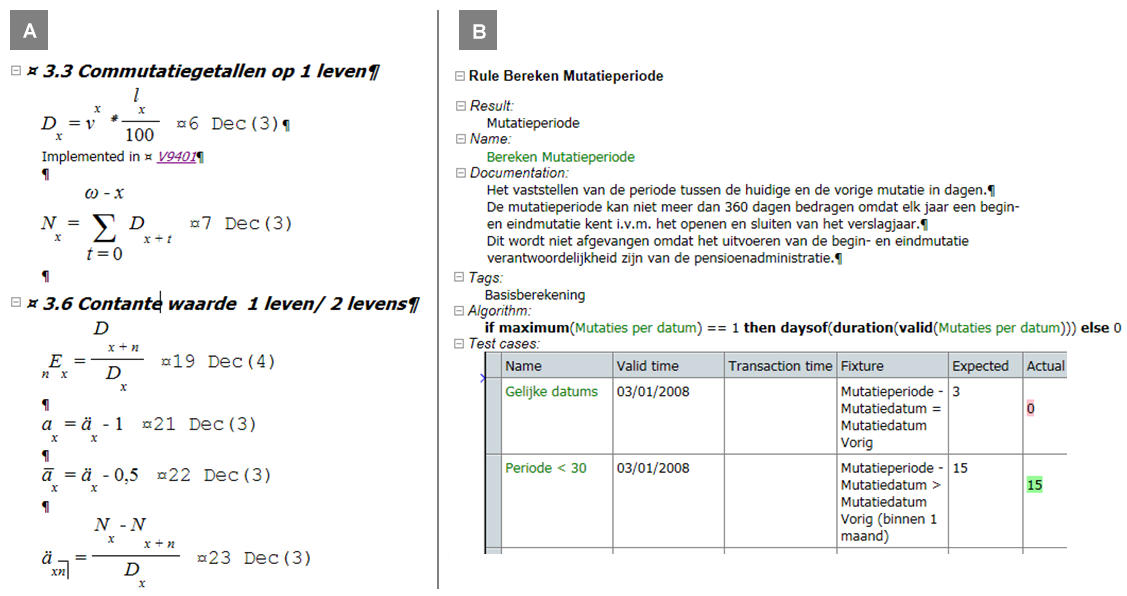 A
¤ 3.3 Commutatiegetallen op 1 leven¶
D_x = v^x * l_x / 100 ¤6 Dec(3)¶
Implemented in ¤ V9401¶
¶
ω - x
N_x = ∑ D_{x + t} ¤7 Dec(3)
t = 0
¶
¤ 3.6 Contante waarde 1 leven/ 2 levens¶
_nE_x = D_{x + n} / D_x ¤19 Dec(4)
¶
a_x = ä_x - 1 ¤21 Dec(3)
¶
ā_x = ä_x - 0,5 ¤22 Dec(3)
¶
ä_{xn̅|} = N_x - N_{x + n} / D_x ¤23 Dec(3)
B
Rule Bereken Mutatieperiode
Result:
Mutatieperiode
Name:
Bereken Mutatieperiode
Documentation:
Het vaststellen van de periode tussen de huidige en de vorige mutatie in dagen.¶
De mutatieperiode kan niet meer dan 360 dagen bedragen omdat elk jaar een begin-
en eindmutatie kent i.v.m. het openen en sluiten van het verslagjaar.¶
Dit wordt niet afgevangen omdat het uitvoeren van de begin- en eindmutatie
verantwoordelijkheid zijn van de pensioenadministratie.¶
Tags:
Basisberekening
Algorithm:
if maximum(Mutaties per datum) == 1 then daysof(duration(valid(Mutaties per datum))) else 0
Test cases:
Name Valid time Transaction time Fixture Expected Actual
Gelijke datums 03/01/2008 Mutatieperiode - 3
Mutatiedatum = 0
Mutatiedatum
Vorig
Periode < 30 03/01/2008 Mutatieperiode - 15
Mutatiedatum > 15
Mutatiedatum
Vorig (binnen 1
maand)